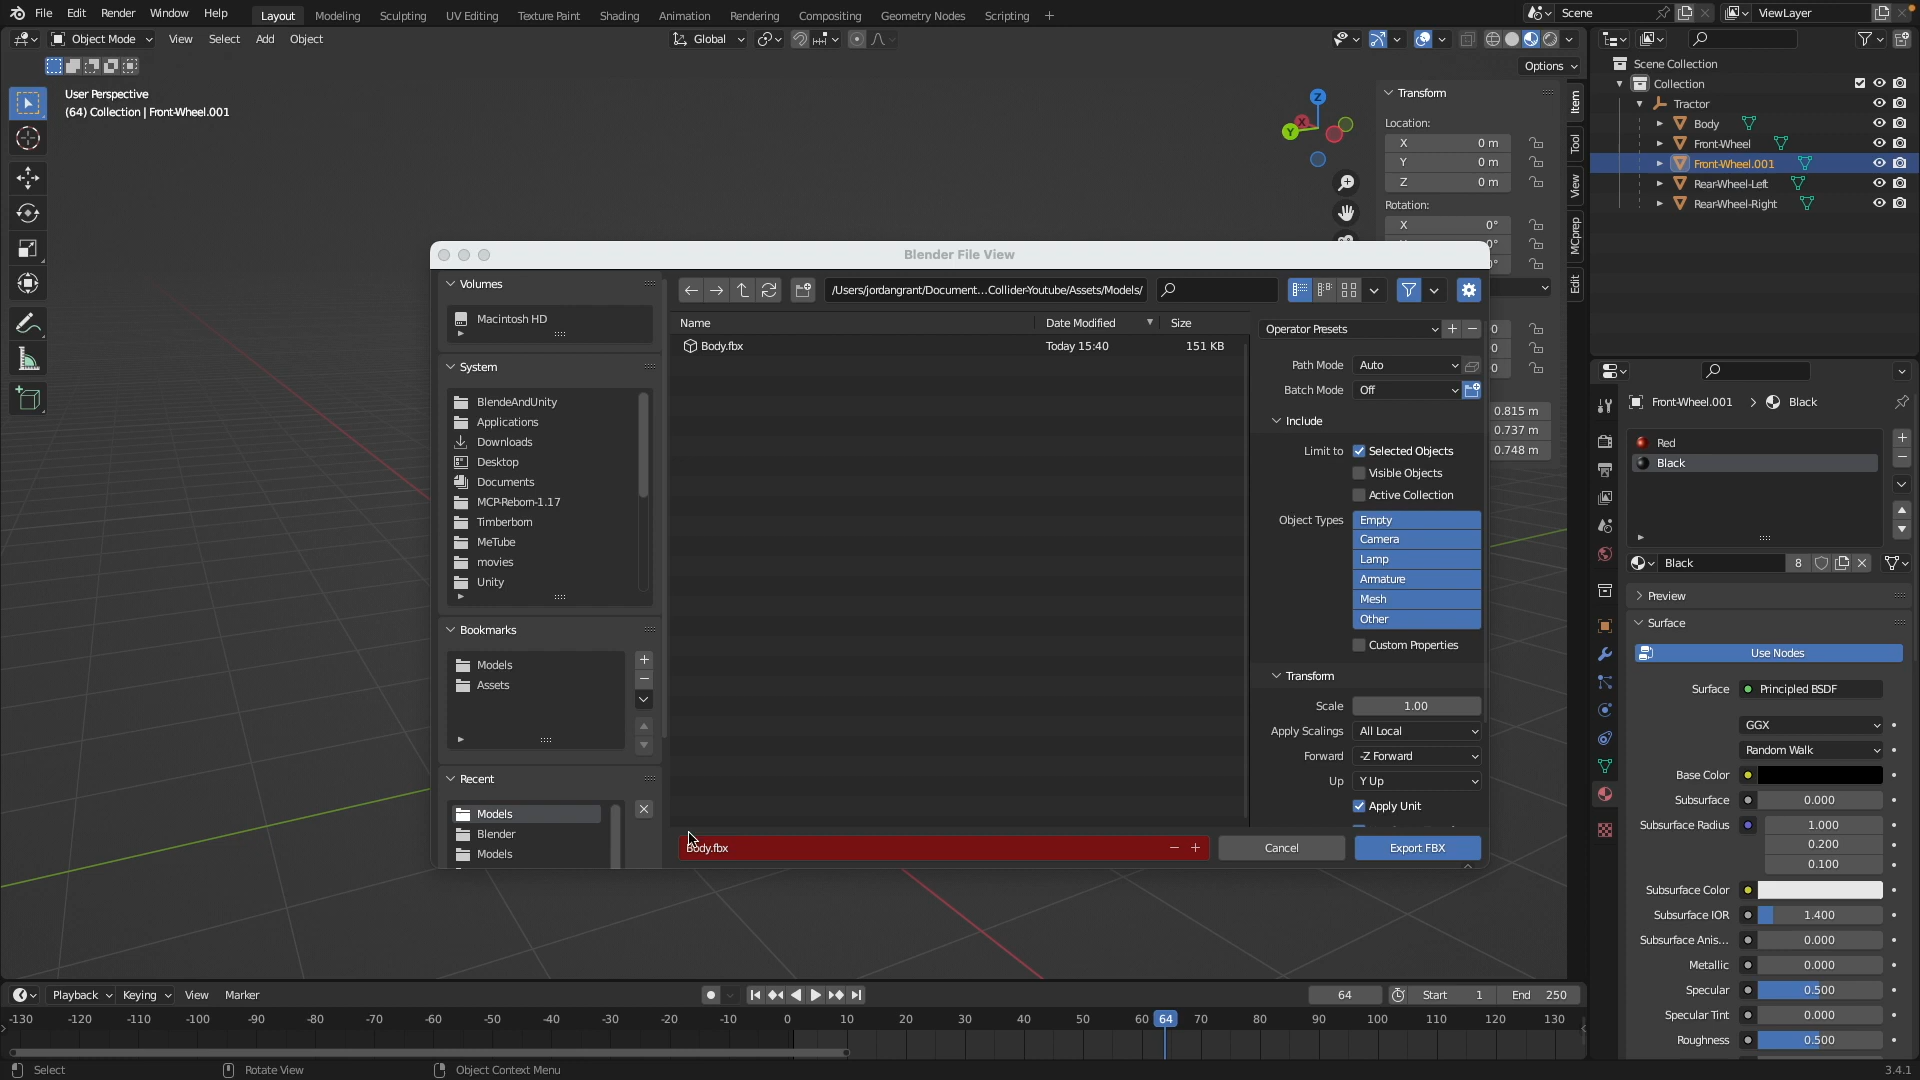 File Edit Render Window Help Layout Modeling Sculpting UV Editing Texture Paint Shading Animation Rendering Compositing Geometry Nodes Scripting + Scene ViewLayer
Object Mode View Select Add Object Global
Options
User Perspective
(64) Collection | Front-Wheel.001
Z
X
Y
Transform
Location:
X 0 m
Y 0 m
Z 0 m
Rotation:
X 0°
0°
0°
0
0
0
0.815 m
0.737 m
0.748 m
Item
Tool
View
MCprep
Edit
Scene Collection
Collection
Tractor
Body
Front-Wheel
Front-Wheel.001
Rear-Wheel-Left
Rear-Wheel-Right
Blender File View
Volumes
Macintosh HD
System
BlendeAndUnity
Applications
Downloads
Desktop
Documents
MCP-Reborn-1.17
Timberborn
MeTube
movies
Unity
Bookmarks
Models
Assets
Recent
Models
Blender
Models
/Users/jordangrant/Document...Collider-Youtube/Assets/Models/
Name Date Modified Size
Body.fbx Today 15:40 151 KB
Operator Presets
Path Mode Auto
Batch Mode Off
Include
Limit to Selected Objects
Visible Objects
Active Collection
Object Types Empty
Camera
Lamp
Armature
Mesh
Other
Custom Properties
Transform
Scale 1.00
Apply Scalings All Local
Forward -Z Forward
Up Y Up
Apply Unit
Body.fbx Cancel Export FBX
Front-Wheel.001 > Black
Red
Black
Black 8
Preview
Surface
Use Nodes
Surface Principled BSDF
GGX
Random Walk
Base Color
Subsurface 0.000
Subsurface Radius 1.000
0.200
0.100
Subsurface Color
Subsurface IOR 1.400
Subsurface Anis... 0.000
Metallic 0.000
Specular 0.500
Specular Tint 0.000
Roughness 0.500
Playback Keying View Marker 64 Start 1 End 250
-130 -120 -110 -100 -90 -80 -70 -60 -50 -40 -30 -20 -10 0 10 20 30 40 50 60 64 70 80 90 100 110 120 130
Select Rotate View Object Context Menu 3.4.1